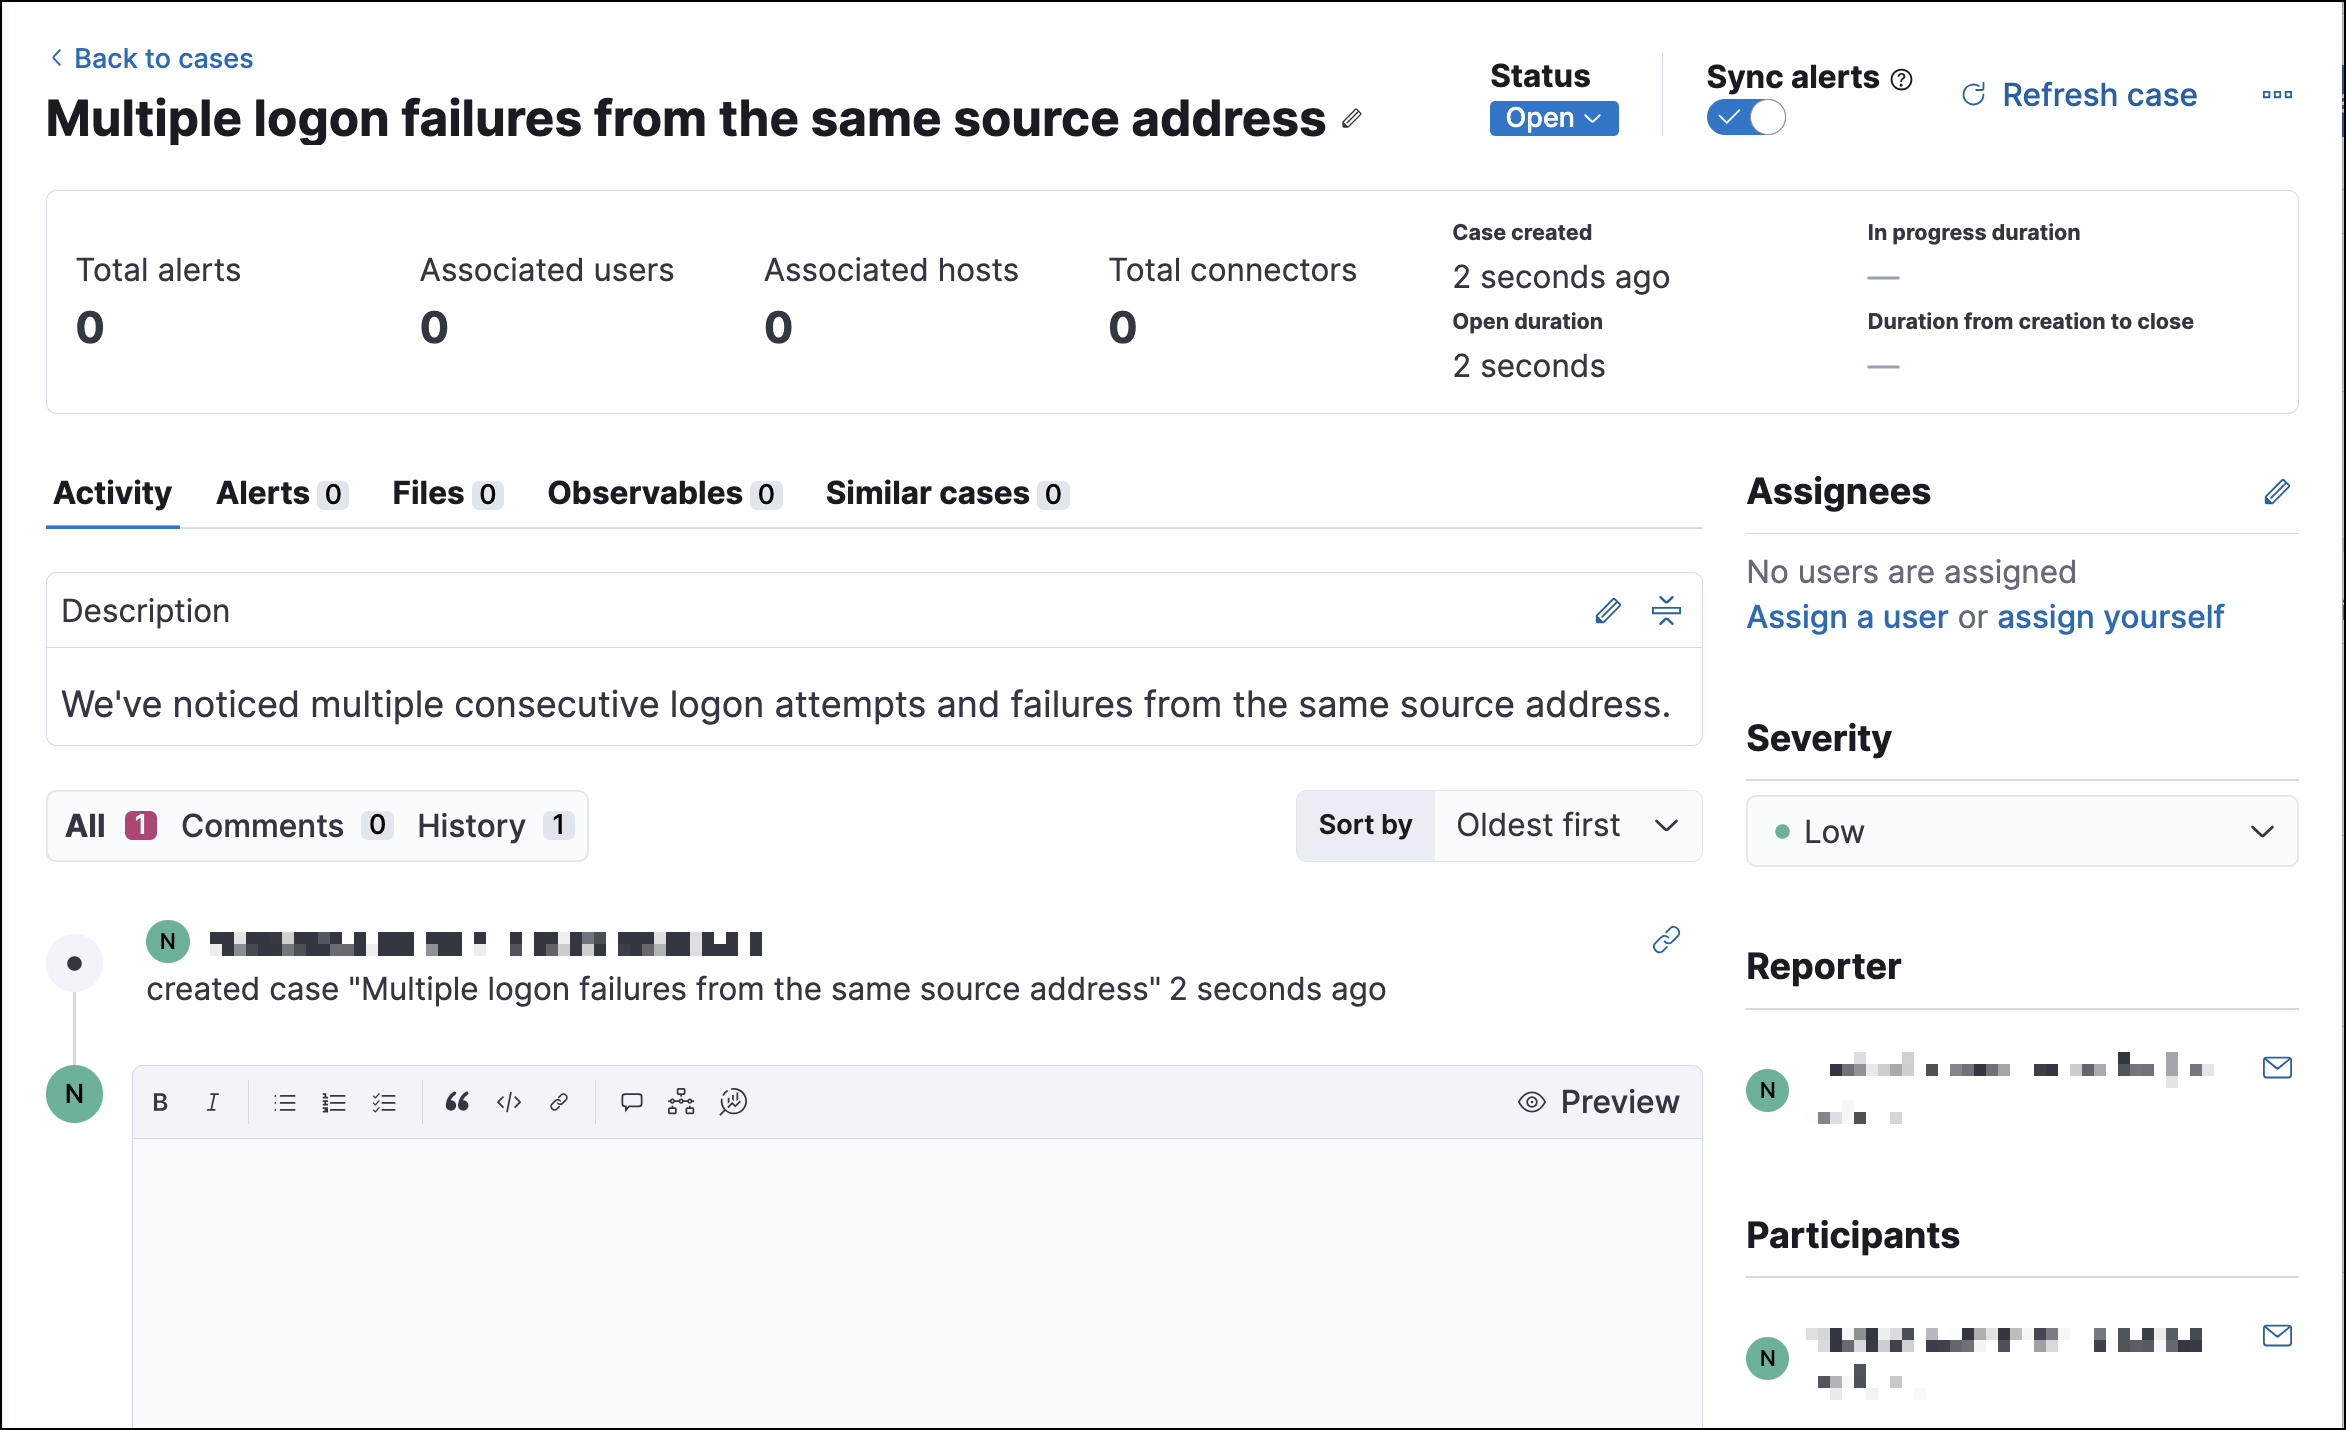 Back to cases
Multiple logon failures from the same source address
Status
Open
Sync alerts
Refresh case
Total alerts
0
Associated users
0
Associated hosts
0
Total connectors
0
Case created
2 seconds ago
Open duration
2 seconds
In progress duration
—
Duration from creation to close
—
Activity Alerts 0 Files 0 Observables 0 Similar cases 0
Description
We've noticed multiple consecutive logon attempts and failures from the same source address.
All 1 Comments 0 History 1
Sort by Oldest first
N
created case "Multiple logon failures from the same source address" 2 seconds ago
N
B I
Preview
Assignees
No users are assigned
Assign a user or assign yourself
Severity
Low
Reporter
N
Participants
N